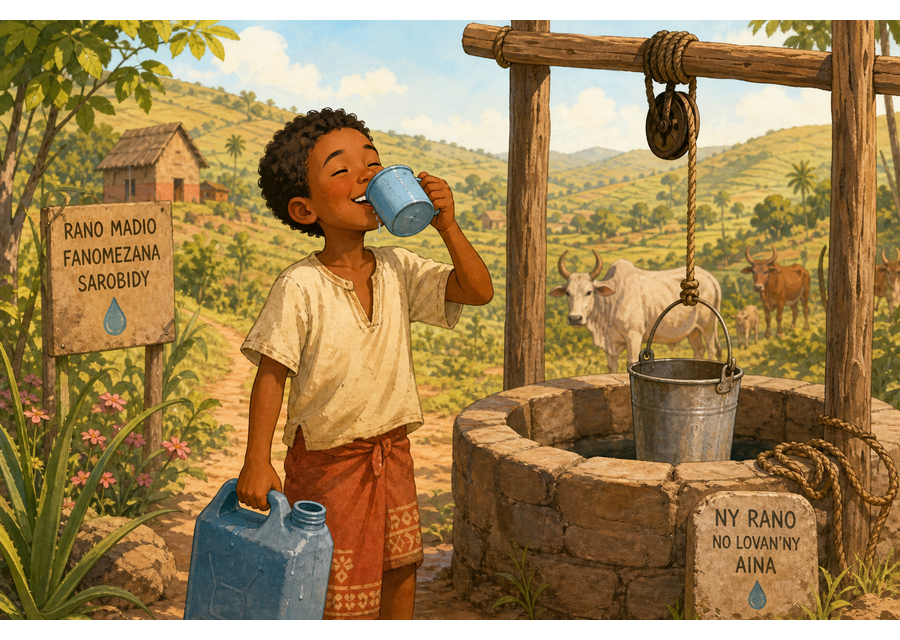 RANO MADIO
FANOMEZANA
SAROBIDY
NY RANO
NO LOVAN'NY
AINA